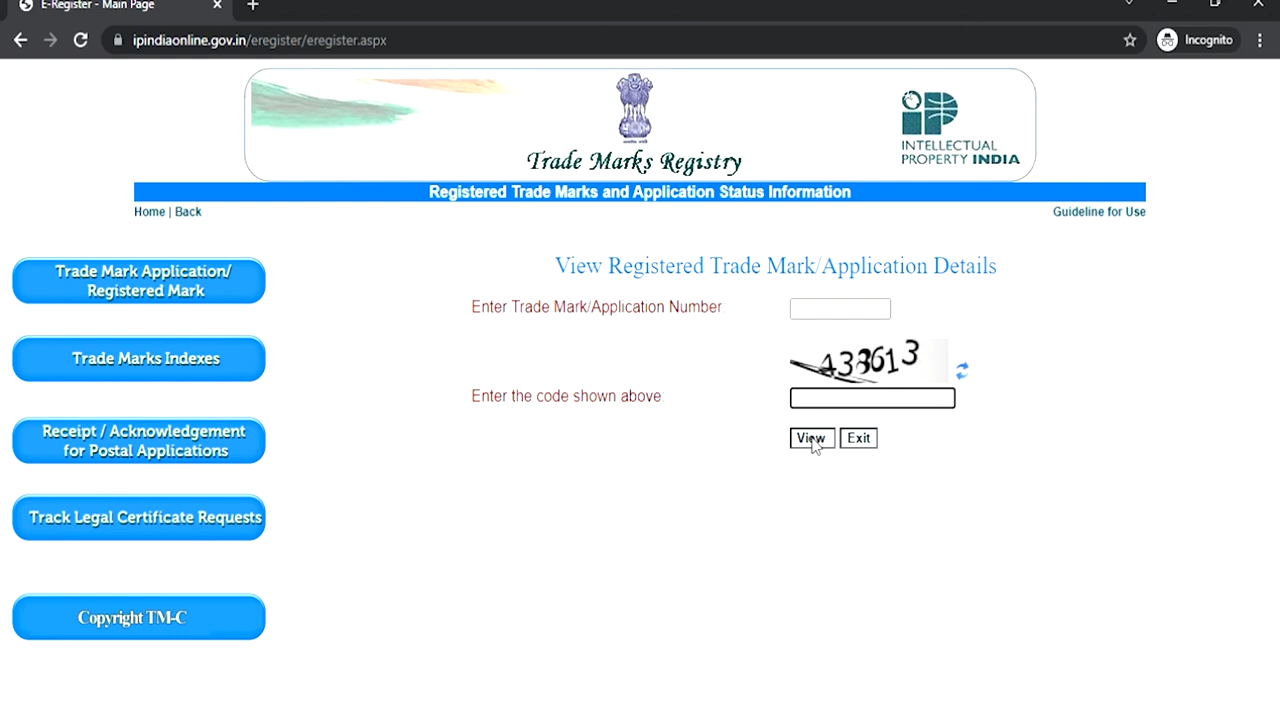 E-Register - Main Page
ipindiaonline.gov.in/eregister/eregister.aspx
Incognito
Trade Marks Registry
INTELLECTUAL
PROPERTY INDIA
Registered Trade Marks and Application Status Information
Home | Back
Guideline for Use
Trade Mark Application/
Registered Mark
View Registered Trade Mark/Application Details
Enter Trade Mark/Application Number
Trade Marks Indexes
438613
Enter the code shown above
Receipt / Acknowledgement
for Postal Applications
View Exit
Track Legal Certificate Requests
Copyright TM-C